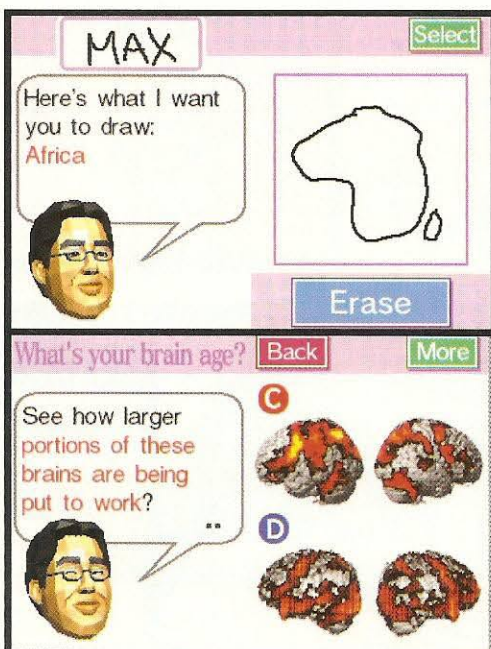 MAX
Select
Here's what I want
you to draw:
Africa
Erase
What's your brain age?
Back
More
See how larger
portions of these
brains are being
put to work?
C
D